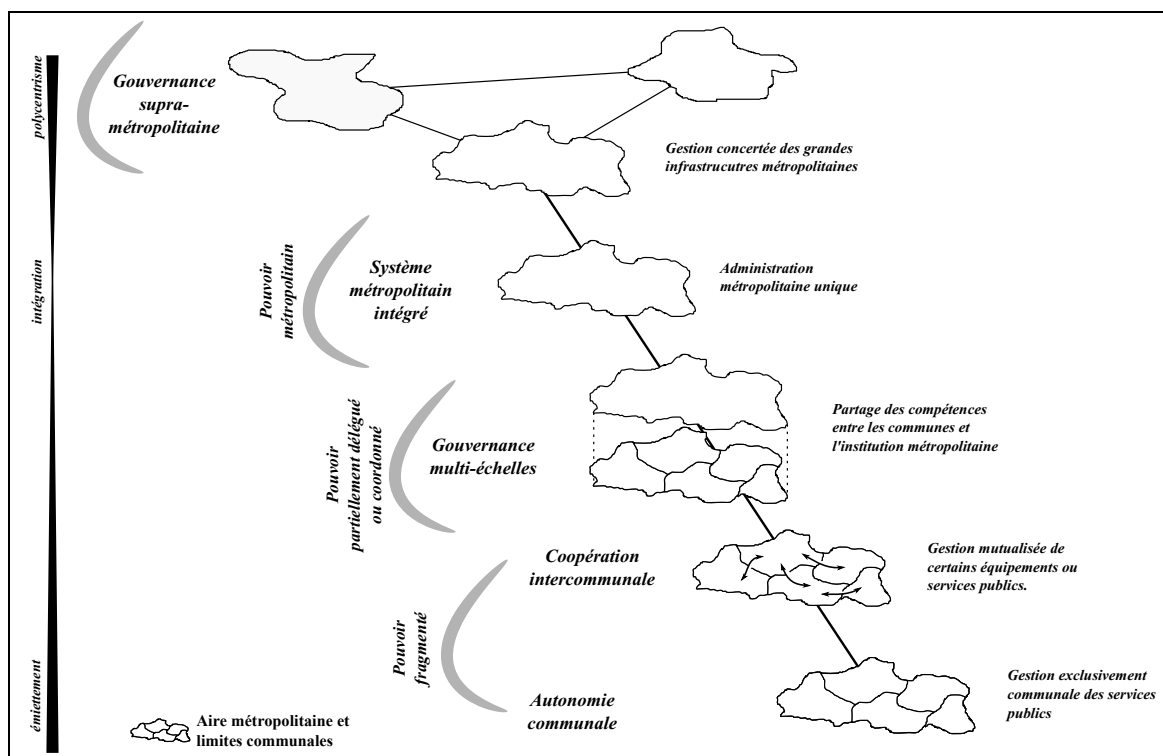 polycentrisme
Gouvernance
supra-
métropolitaine
Gestion concertée des grandes
infrastrucutres métropolitaines
intégration
Pouvoir
métropolitain
Système
métropolitain
intégré
Administration
métropolitaine unique
Pouvoir
partiellement délégué
ou coordonné
Gouvernance
multi-échelles
Partage des compétences
entre les communes et
l'institution métropolitaine
Coopération
intercommunale
Gestion mutualisée de
certains équipements ou
services publics.
Pouvoir
fragmenté
Autonomie
communale
Gestion exclusivement
communale des services
publics
émiettement
Aire métropolitaine et
limites communales